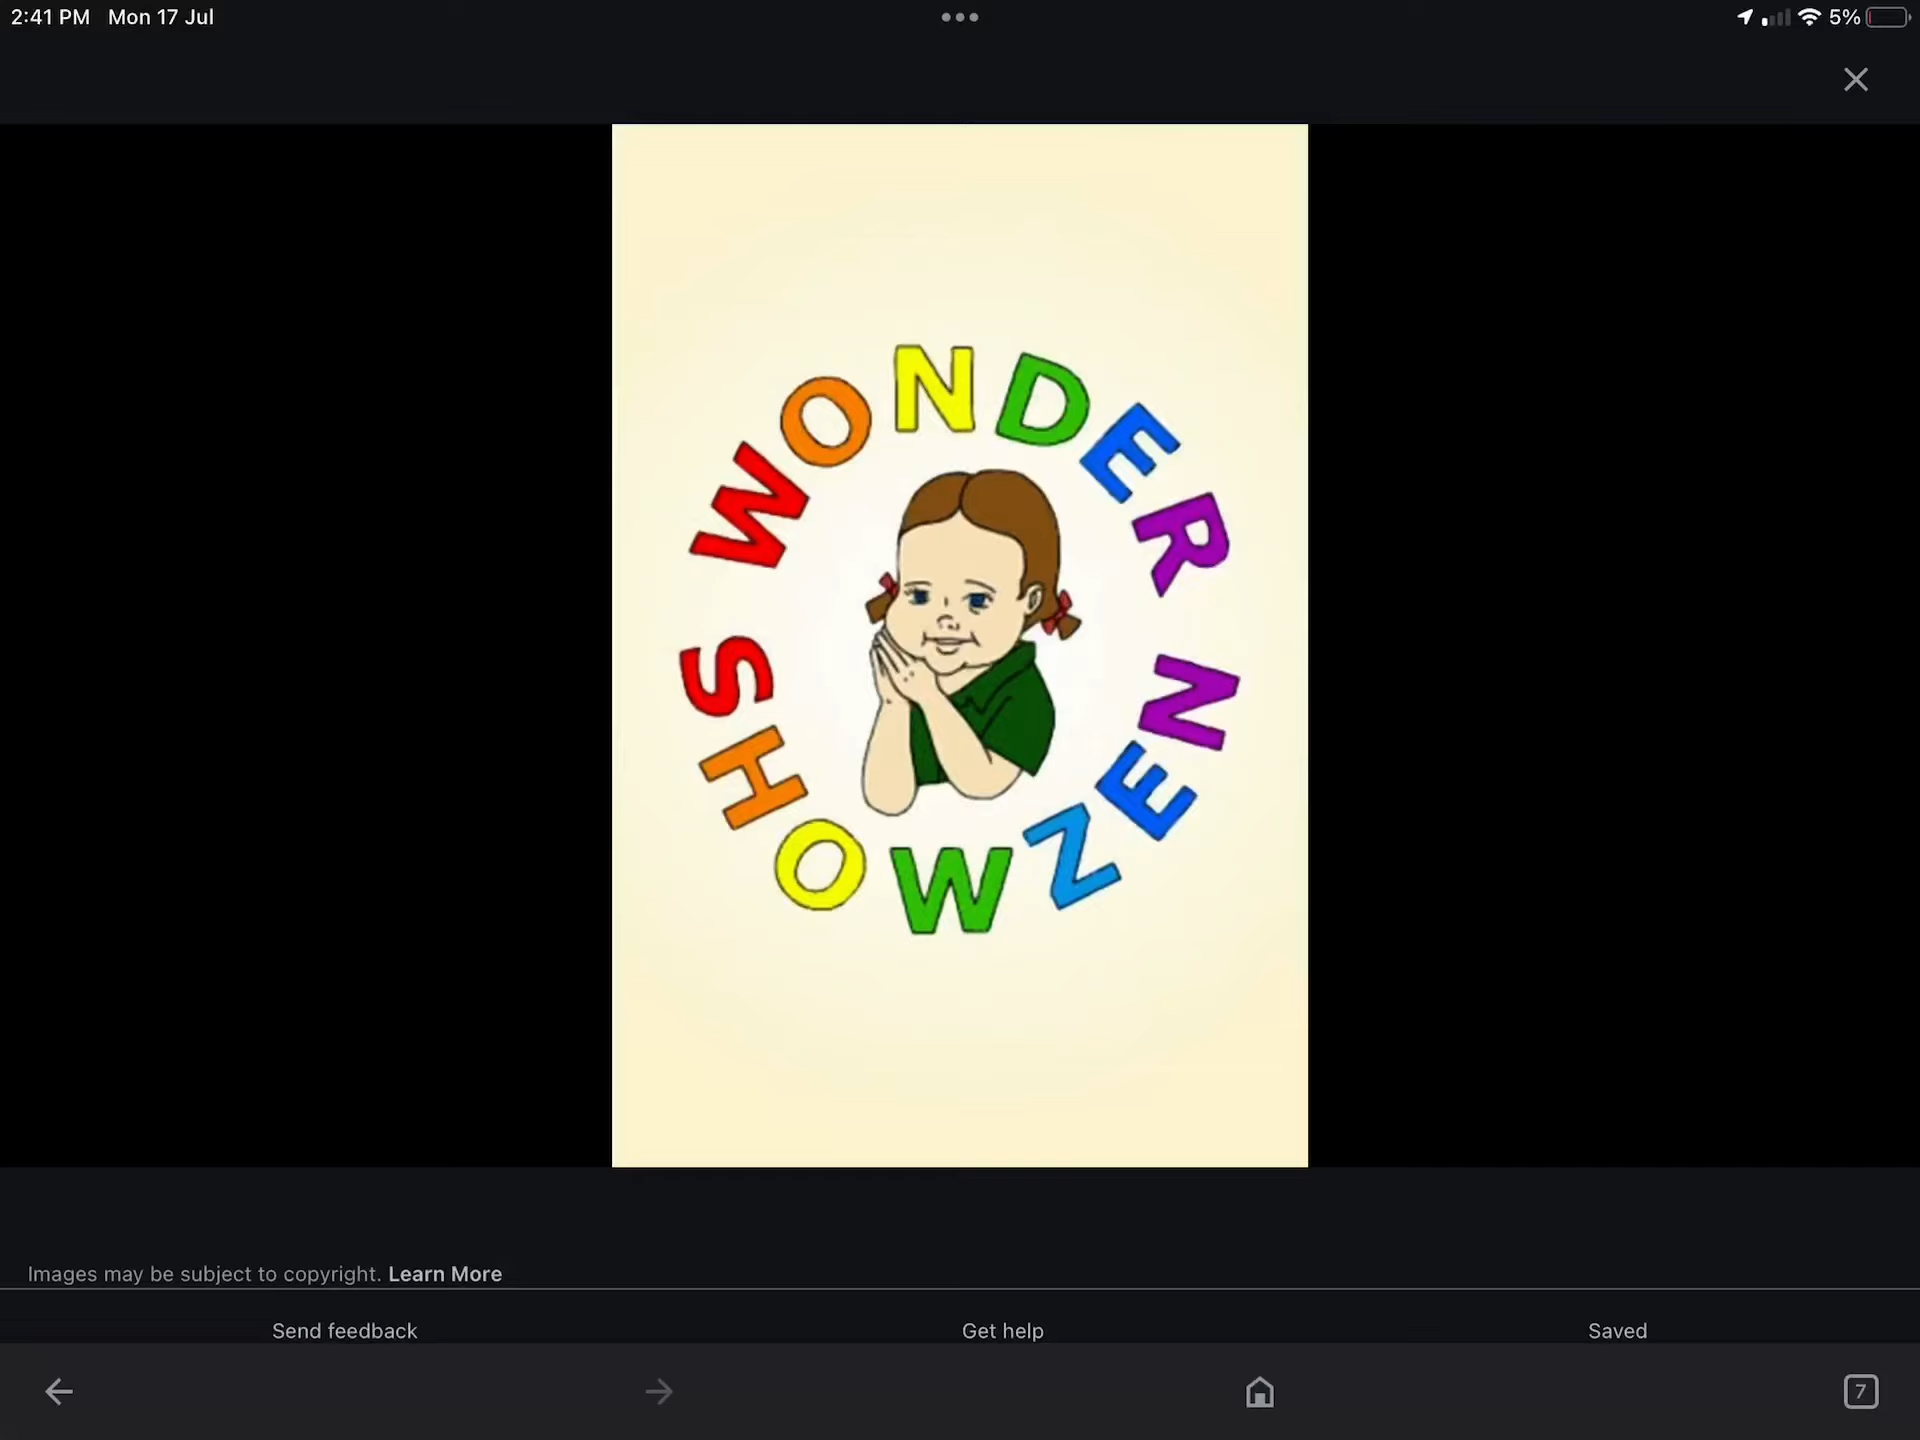 2:41 PM Mon 17 Jul
5%
WONDER
SHOWZEN
Images may be subject to copyright. Learn More
Send feedback
Get help
Saved
7